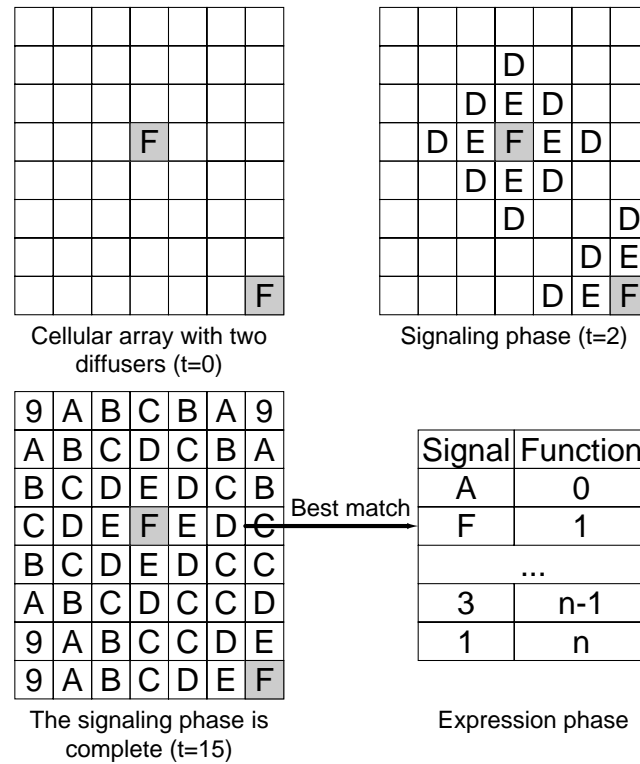 F
F
Cellular array with two
diffusers (t=0)
D
D E D
D E F E D
D E D
D D
D E
D E F
Signaling phase (t=2)
9 A B C B A 9
A B C D C B A
B C D E D C B
C D E F E D C
B C D E D C C
A B C D C C D
9 A B C C D E
9 A B C D E F
The signaling phase is
complete (t=15)
Best match
Signal Function
A 0
F 1
...
3 n-1
1 n
Expression phase